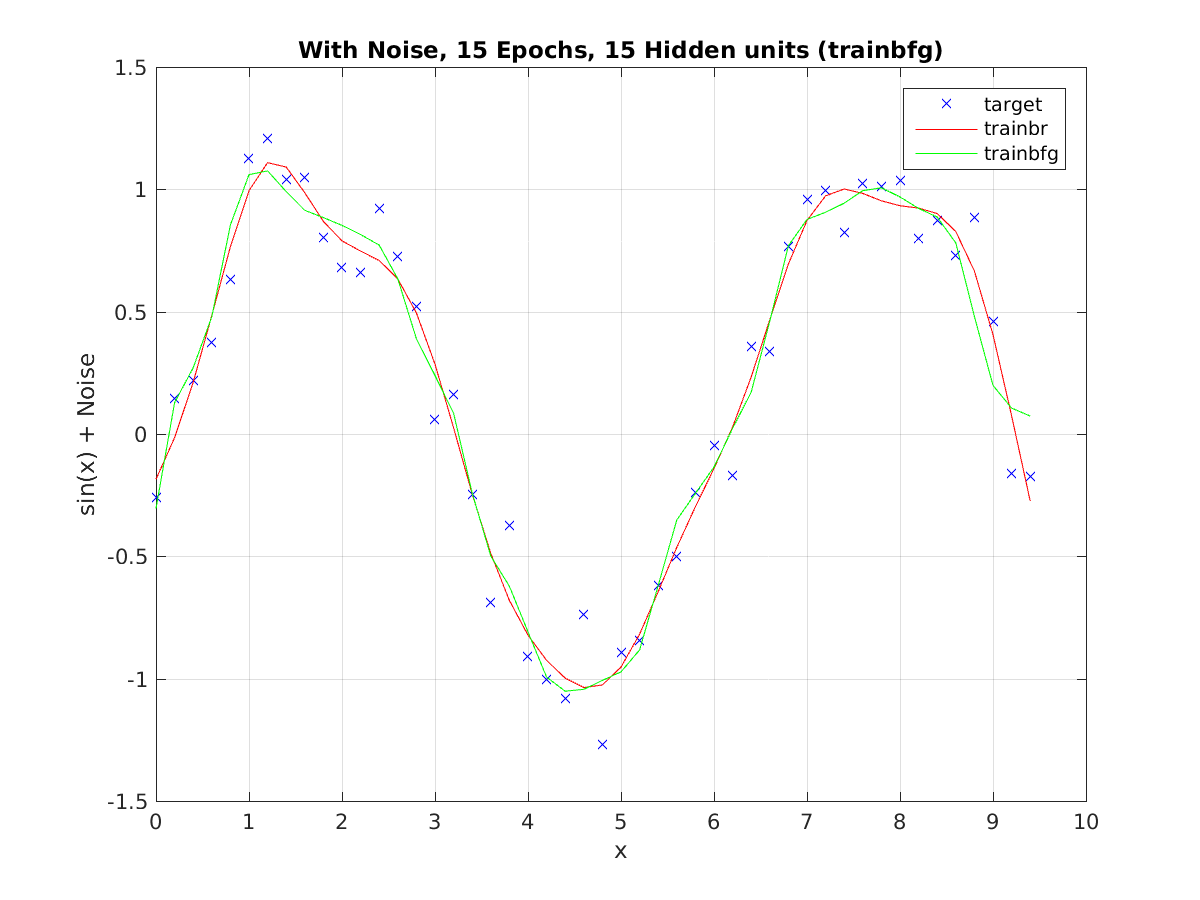 With Noise, 15 Epochs, 15 Hidden units (trainbfg)
target
trainbr
trainbfg
1.5
1
0.5
0
-0.5
-1
-1.5
sin(x) + Noise
0 1 2 3 4 5 6 7 8 9 10
x